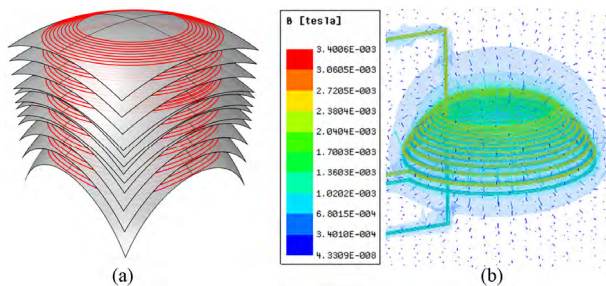 B [tesla]
3.4006E-003
3.0605E-003
2.7205E-003
2.3804E-003
2.0404E-003
1.7003E-003
1.3603E-003
1.0202E-003
6.8015E-004
3.4010E-004
4.3309E-008
(a)
(b)